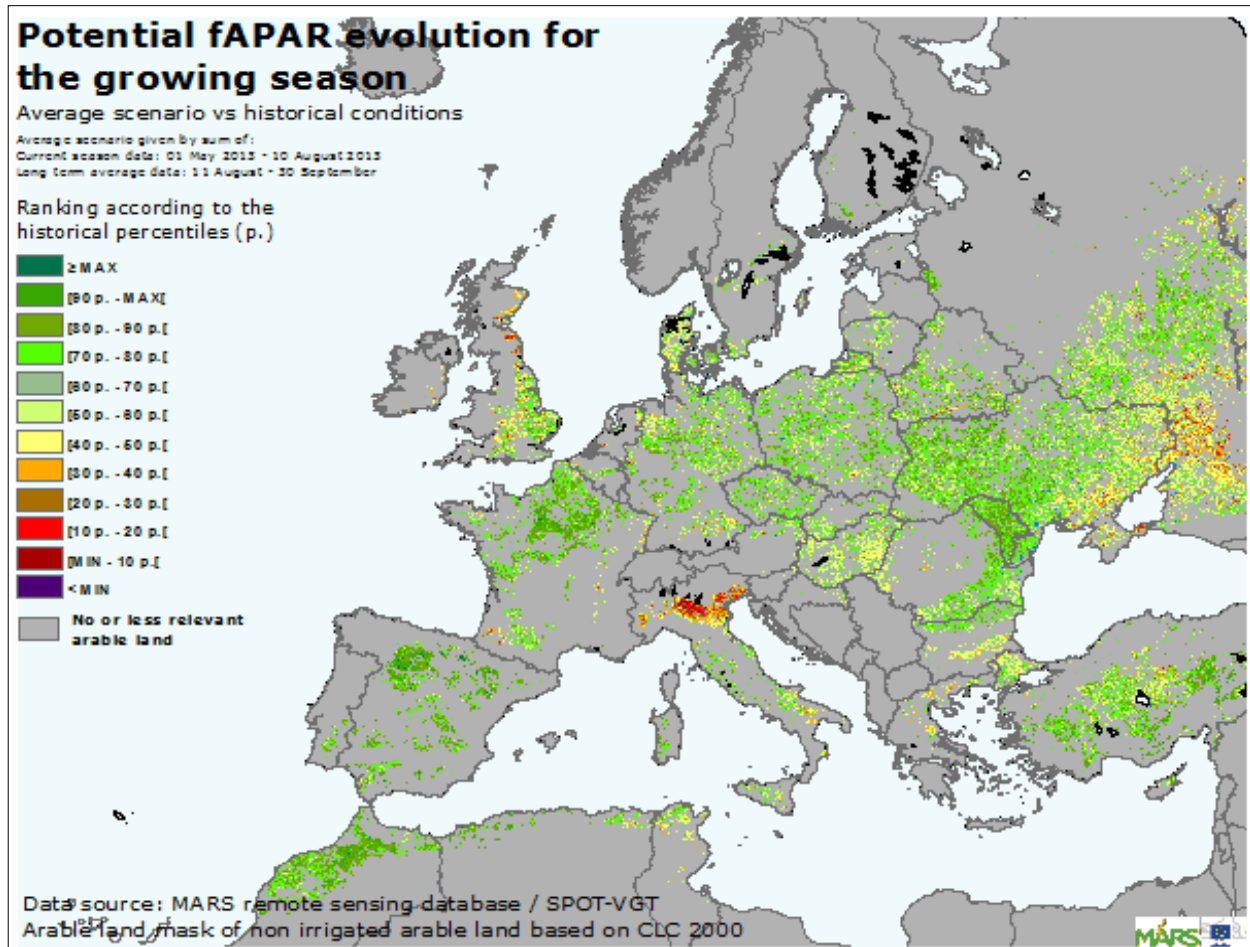 Potential fAPAR evolution for
the growing season
Average scenario vs historical conditions
Average scenario given by sum of:
Current season data: 01 May 2013 - 10 August 2013
Long term average data: 11 August - 30 September
Ranking according to the
historical percentiles (p.)
≥ MAX
[90 p. - MAX[
[80 p. - 90 p.[
[70 p. - 80 p.[
[60 p. - 70 p.[
[50 p. - 60 p.[
[40 p. - 50 p.[
[30 p. - 40 p.[
[20 p. - 30 p.[
[10 p. - 20 p.[
[MIN - 10 p.[
< MIN
No or less relevant
arable land
Data source: MARS remote sensing database / SPOT-VGT
Arable land mask of non irrigated arable land based on CLC 2000
MARS